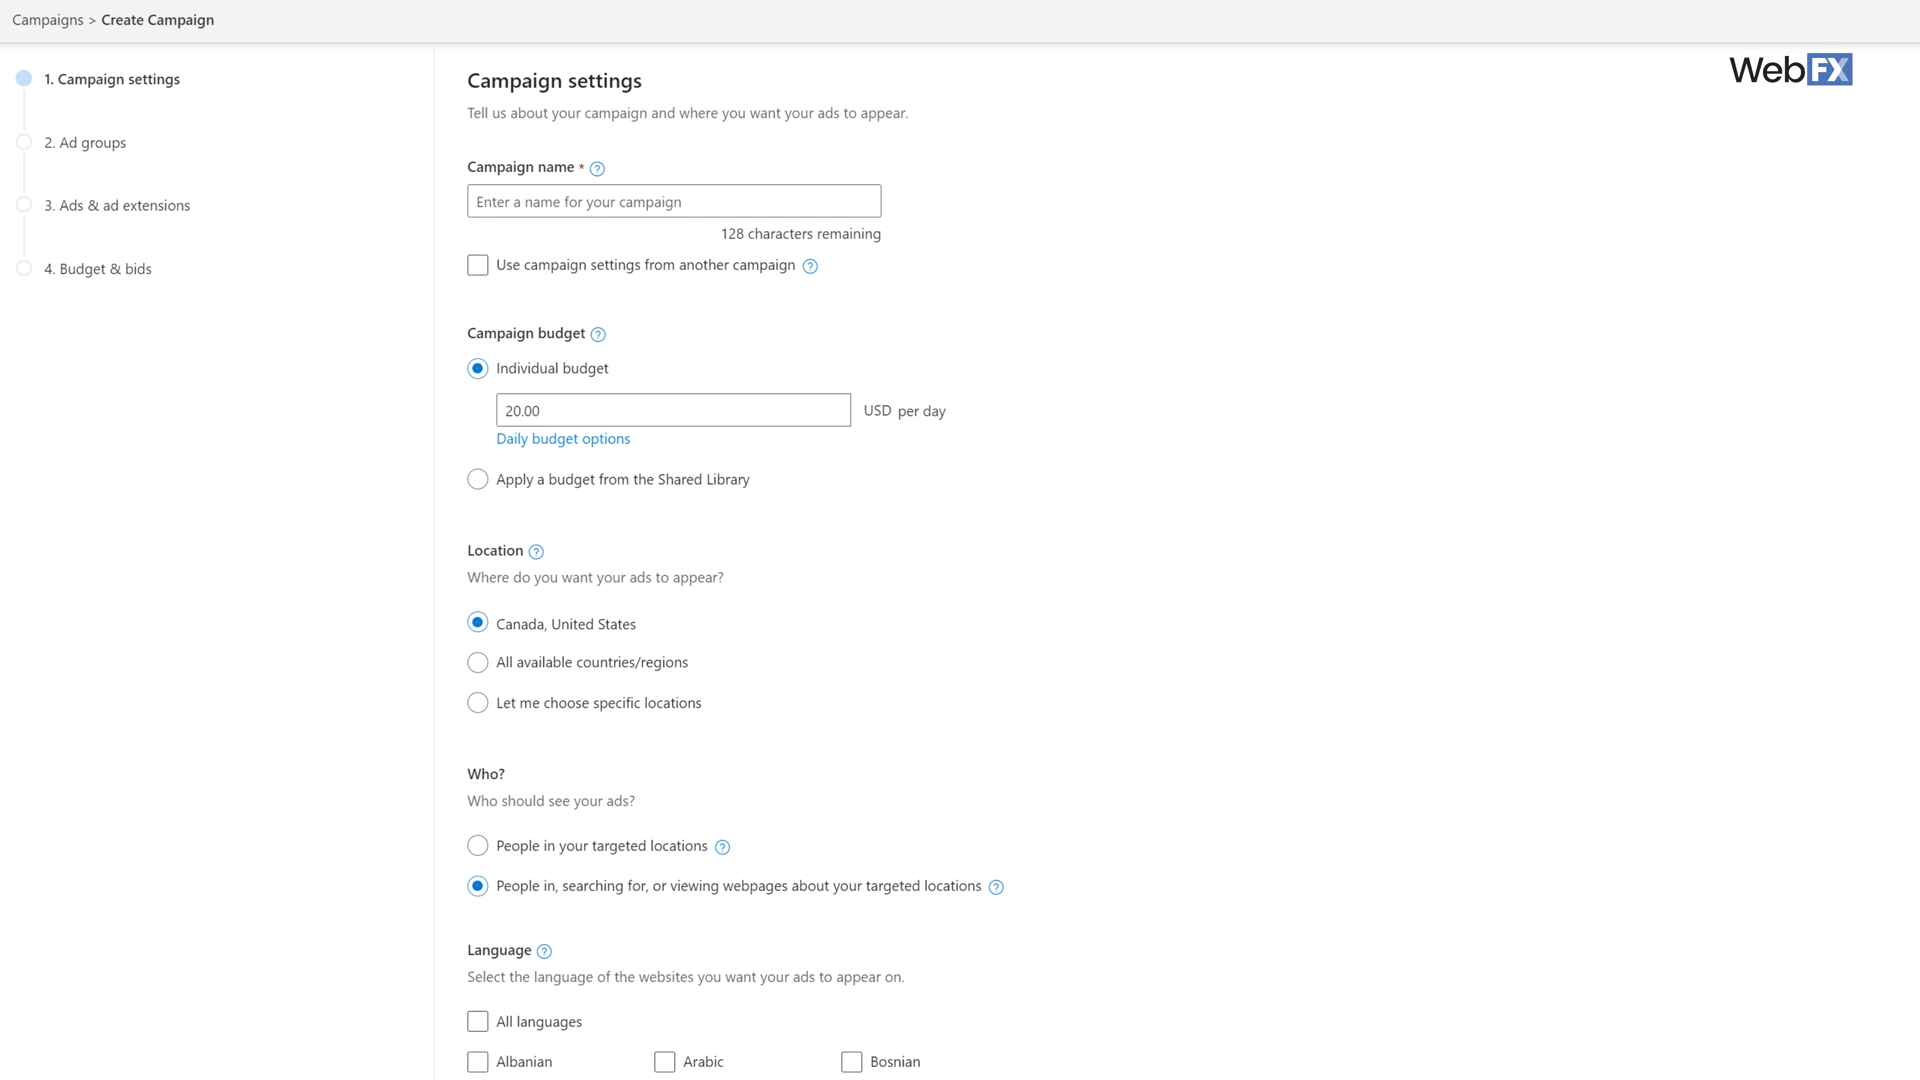 Campaigns > Create Campaign
WebFX
1. Campaign settings
2. Ad groups
3. Ads & ad extensions
4. Budget & bids
Campaign settings
Tell us about your campaign and where you want your ads to appear.
Campaign name * ?
Enter a name for your campaign
128 characters remaining
Use campaign settings from another campaign ?
Campaign budget ?
Individual budget
20.00 USD per day
Daily budget options
Apply a budget from the Shared Library
Location ?
Where do you want your ads to appear?
Canada, United States
All available countries/regions
Let me choose specific locations
Who?
Who should see your ads?
People in your targeted locations ?
People in, searching for, or viewing webpages about your targeted locations ?
Language ?
Select the language of the websites you want your ads to appear on.
All languages
Albanian Arabic Bosnian